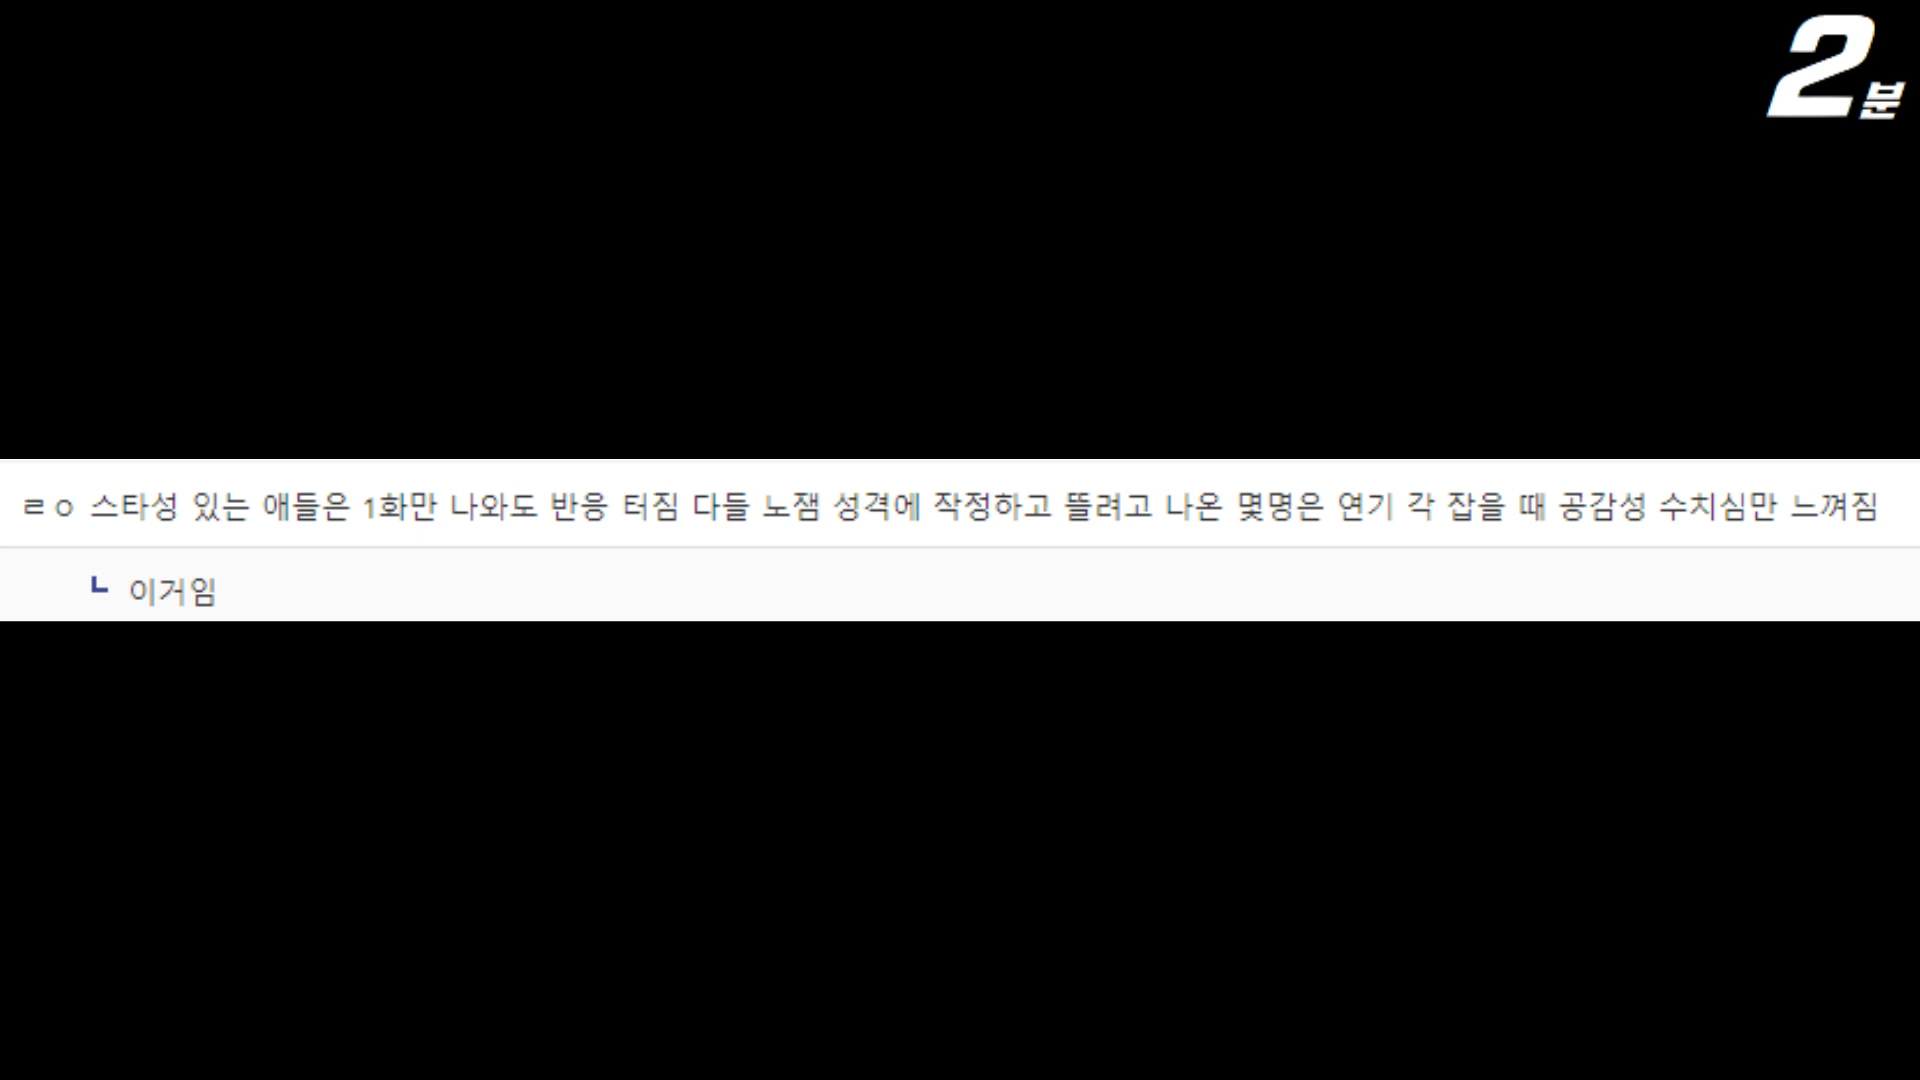 2분
ㄹㅇ 스타성 있는 애들은 1화만 나와도 반응 터짐 다들 노잼 성격에 작정하고 뜰려고 나온 몇명은 연기 각 잡을 때 공감성 수치심만 느껴짐
┗ 이거임